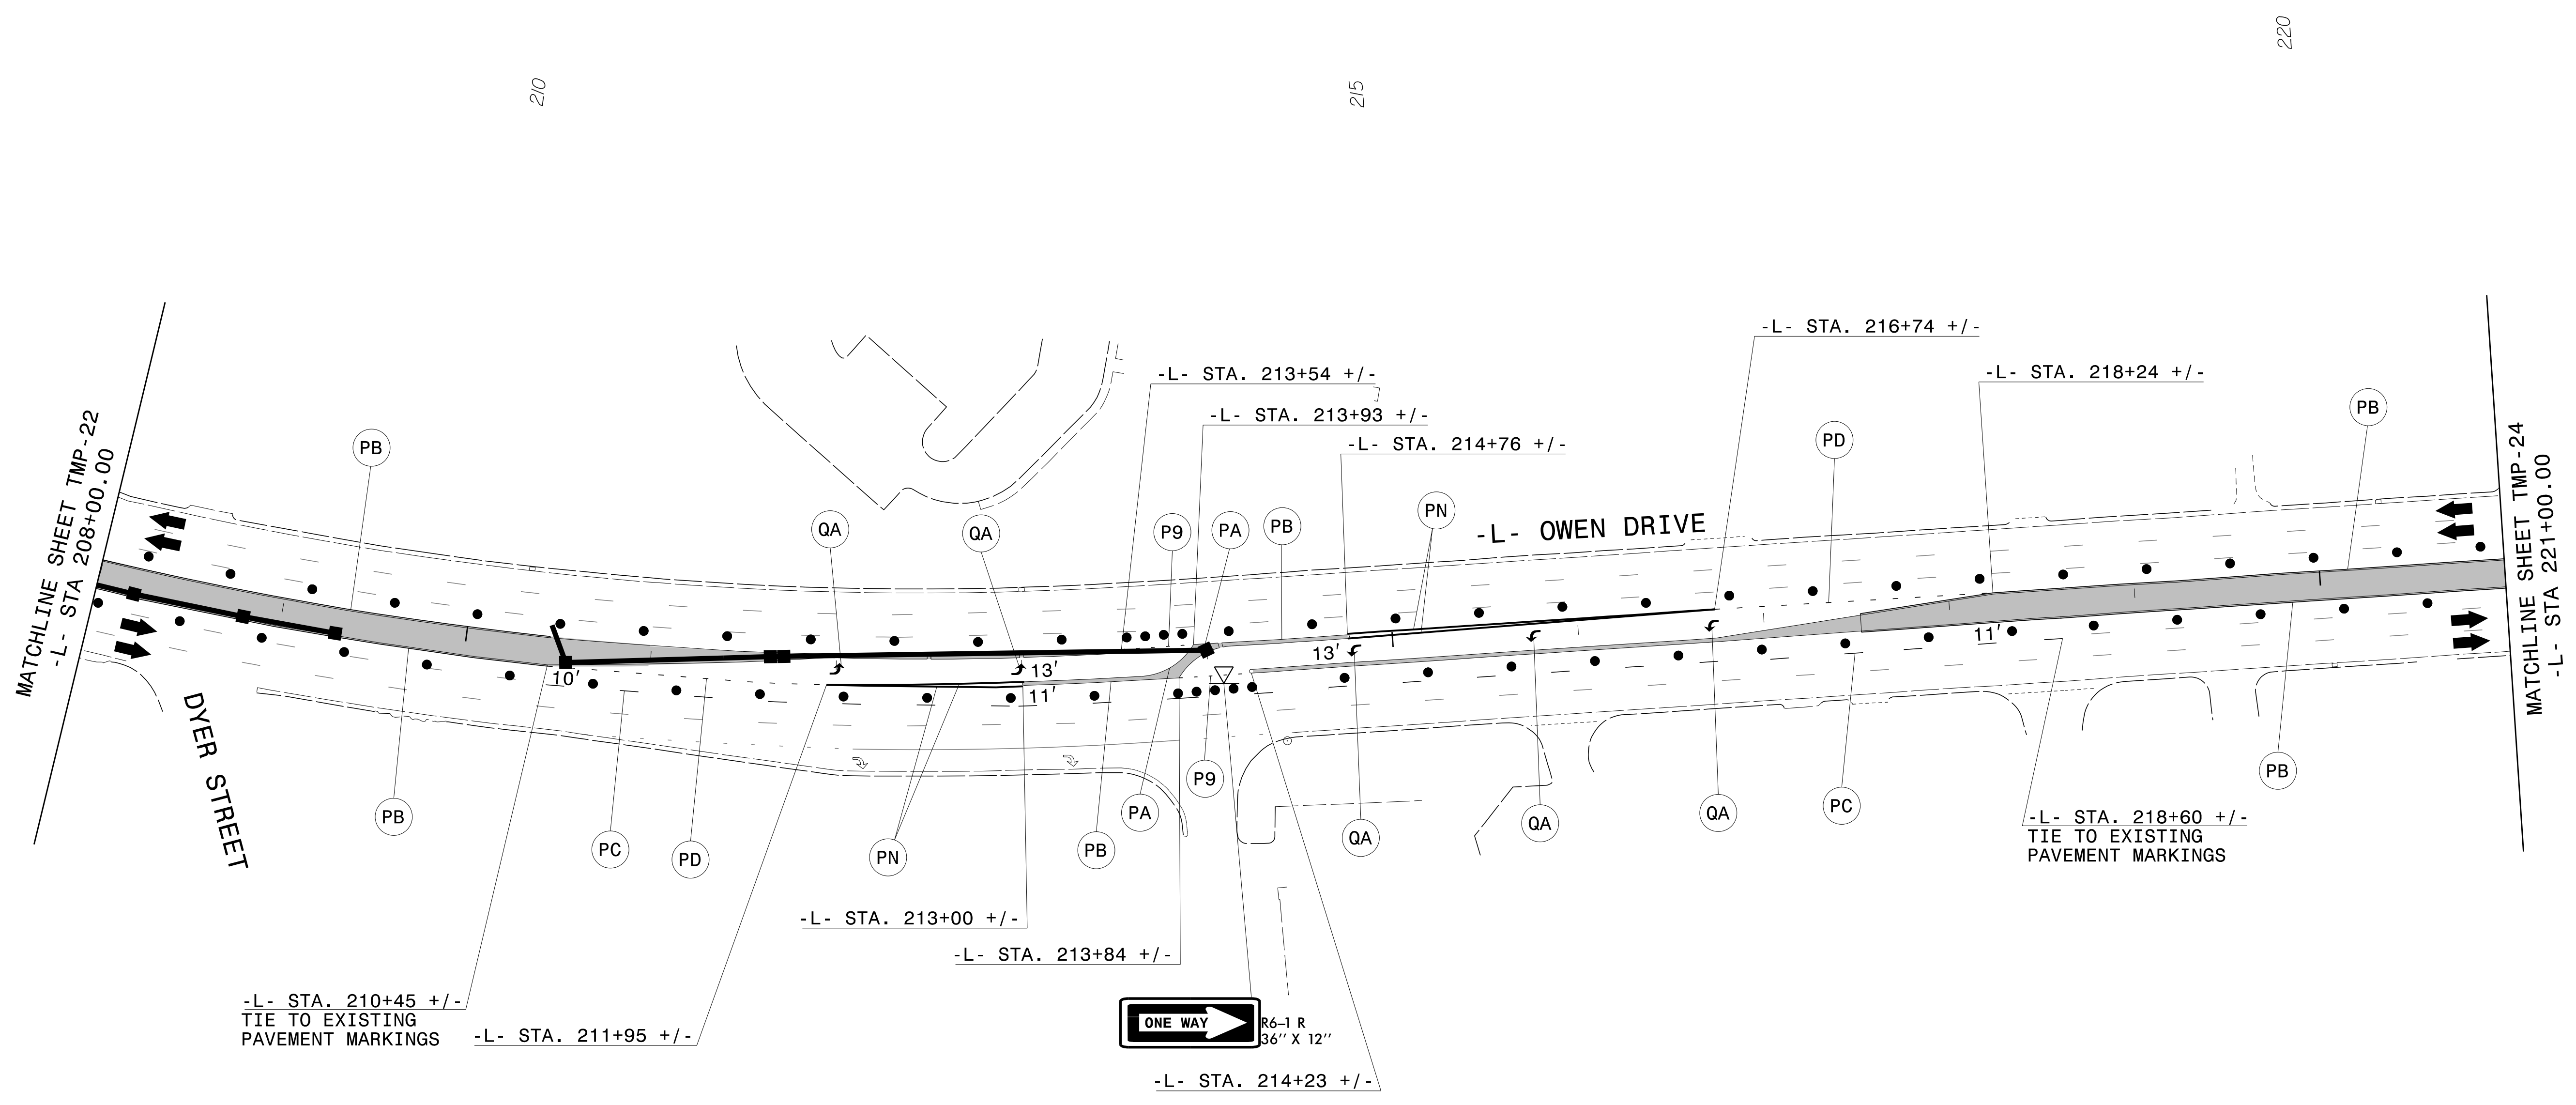 210
215
220
-L- STA. 216+74 +/-
-L- STA. 213+54 +/-
-L- STA. 218+24 +/-
-L- STA. 213+93 +/-
-L- STA. 214+76 +/-
MATCHLINE SHEET TMP-22
-L- STA 208+00.00
PB
QA
QA
P9
PA
PB
PN
-L- OWEN DRIVE
PD
PB
MATCHLINE SHEET TMP-24
-L- STA 221+00.00
10'
13'
11'
13'
11'
DYER STREET
PB
PC
PD
PN
PB
PA
P9
QA
QA
QA
PC
PB
-L- STA. 218+60 +/-
TIE TO EXISTING
PAVEMENT MARKINGS
-L- STA. 213+00 +/-
-L- STA. 213+84 +/-
-L- STA. 210+45 +/-
TIE TO EXISTING
PAVEMENT MARKINGS
-L- STA. 211+95 +/-
ONE WAY
R6-1 R
36'' X 12''
-L- STA. 214+23 +/-